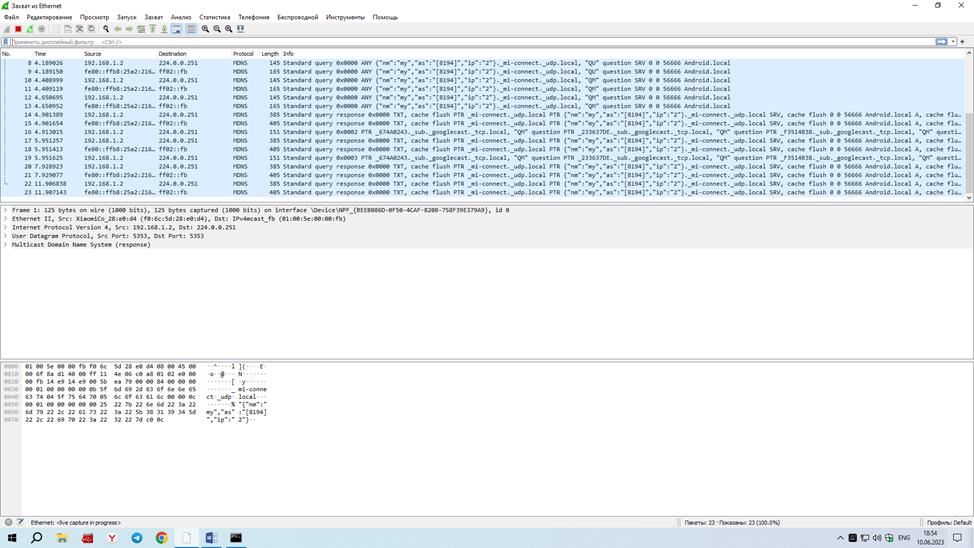 Захват из Ethernet
Файл Редактирование Просмотр Запуск Захват Анализ Статистика Телефония Беспроводной Инструменты Помощь
Применить дисплейный фильтр ... <Ctrl-/>
No. Time Source Destination Protocol Length Info
8 4.189026 192.168.1.2 224.0.0.251 MDNS 145 Standard query 0x0000 ANY {"nm":"my","as":"[8194]","ip":"2"}._mi-connect._udp.local, "QU" question SRV 0 0 56666 Android.local
9 4.189150 fe80::ffb8:25a2:216… ff02::fb MDNS 165 Standard query 0x0000 ANY {"nm":"my","as":"[8194]","ip":"2"}._mi-connect._udp.local, "QU" question SRV 0 0 56666 Android.local
10 4.408999 192.168.1.2 224.0.0.251 MDNS 145 Standard query 0x0000 ANY {"nm":"my","as":"[8194]","ip":"2"}._mi-connect._udp.local, "QM" question SRV 0 0 56666 Android.local
11 4.409119 fe80::ffb8:25a2:216… ff02::fb MDNS 165 Standard query 0x0000 ANY {"nm":"my","as":"[8194]","ip":"2"}._mi-connect._udp.local, "QM" question SRV 0 0 56666 Android.local
12 4.650695 192.168.1.2 224.0.0.251 MDNS 145 Standard query 0x0000 ANY {"nm":"my","as":"[8194]","ip":"2"}._mi-connect._udp.local, "QM" question SRV 0 0 56666 Android.local
13 4.650952 fe80::ffb8:25a2:216… ff02::fb MDNS 165 Standard query 0x0000 ANY {"nm":"my","as":"[8194]","ip":"2"}._mi-connect._udp.local, "QM" question SRV 0 0 56666 Android.local
14 4.901389 192.168.1.2 224.0.0.251 MDNS 385 Standard query response 0x0000 TXT, cache flush PTR _mi-connect._udp.local PTR {"nm":"my","as":"[8194]","ip":"2"}._mi-connect._udp.local SRV, cache flush 0 0 56666 Android.local A, cache flu…
15 4.901654 fe80::ffb8:25a2:216… ff02::fb MDNS 405 Standard query response 0x0000 TXT, cache flush PTR _mi-connect._udp.local PTR {"nm":"my","as":"[8194]","ip":"2"}._mi-connect._udp.local SRV, cache flush 0 0 56666 Android.local A, cache flu…
16 4.913015 192.168.1.2 224.0.0.251 MDNS 151 Standard query 0x0002 PTR _674A0243._sub._googlecast._tcp.local, "QM" question PTR _233637DE._sub._googlecast._tcp.local, "QM" question PTR _F3514B38._sub._googlecast._tcp.local, "QM" questi…
17 5.951257 192.168.1.2 224.0.0.251 MDNS 385 Standard query response 0x0000 TXT, cache flush PTR _mi-connect._udp.local PTR {"nm":"my","as":"[8194]","ip":"2"}._mi-connect._udp.local SRV, cache flush 0 0 56666 Android.local A, cache flu…
18 5.951413 fe80::ffb8:25a2:216… ff02::fb MDNS 405 Standard query response 0x0000 TXT, cache flush PTR _mi-connect._udp.local PTR {"nm":"my","as":"[8194]","ip":"2"}._mi-connect._udp.local SRV, cache flush 0 0 56666 Android.local A, cache flu…
19 5.951625 192.168.1.2 224.0.0.251 MDNS 151 Standard query 0x0003 PTR _674A0243._sub._googlecast._tcp.local, "QM" question PTR _233637DE._sub._googlecast._tcp.local, "QM" question PTR _F3514B38._sub._googlecast._tcp.local, "QM" questi…
20 7.928923 192.168.1.2 224.0.0.251 MDNS 385 Standard query response 0x0000 TXT, cache flush PTR _mi-connect._udp.local PTR {"nm":"my","as":"[8194]","ip":"2"}._mi-connect._udp.local SRV, cache flush 0 0 56666 Android.local A, cache flu…
21 7.929077 fe80::ffb8:25a2:216… ff02::fb MDNS 405 Standard query response 0x0000 TXT, cache flush PTR _mi-connect._udp.local PTR {"nm":"my","as":"[8194]","ip":"2"}._mi-connect._udp.local SRV, cache flush 0 0 56666 Android.local A, cache flu…
22 11.906838 192.168.1.2 224.0.0.251 MDNS 385 Standard query response 0x0000 TXT, cache flush PTR _mi-connect._udp.local PTR {"nm":"my","as":"[8194]","ip":"2"}._mi-connect._udp.local SRV, cache flush 0 0 56666 Android.local A, cache flu…
23 11.907143 fe80::ffb8:25a2:216… ff02::fb MDNS 405 Standard query response 0x0000 TXT, cache flush PTR _mi-connect._udp.local PTR {"nm":"my","as":"[8194]","ip":"2"}._mi-connect._udp.local SRV, cache flush 0 0 56666 Android.local A, cache flu…
Frame 1: 125 bytes on wire (1000 bits), 125 bytes captured (1000 bits) on interface \Device\NPF_{BEEB086D-0F50-4CAF-820B-758F39E379A9}, id 0
Ethernet II, Src: XiaomiCo_28:e0:d4 (f0:6c:5d:28:e0:d4), Dst: IPv4mcast_fb (01:00:5e:00:00:fb)
Internet Protocol Version 4, Src: 192.168.1.2, Dst: 224.0.0.251
User Datagram Protocol, Src Port: 5353, Dst Port: 5353
Multicast Domain Name System (response)
0000 01 00 5e 00 00 fb f0 6c 5d 28 e0 d4 08 00 45 00 ··^····l ](····E·
0010 00 6f 8a d1 40 00 ff 11 4e 06 c0 a8 01 02 e0 00 ·o··@··· N·······
0020 00 fb 14 e9 14 e9 00 5b ea 79 00 00 84 00 00 00 ·······[ ·y······
0030 00 01 00 00 00 00 0b 5f 6d 69 2d 63 6f 6e 6e 65 ·······_ mi-conne
0040 63 74 04 5f 75 64 70 05 6c 6f 63 61 6c 00 00 0c ct·_udp· local···
0050 00 01 00 00 00 00 00 25 22 7b 22 6e 6d 22 3a 22 ·······% "{"nm":"
0060 6d 79 22 2c 22 61 73 22 3a 22 5b 38 31 39 34 5d my","as" :"[8194]
0070 22 2c 22 69 70 22 3a 22 32 22 7d c0 0c ","ip":" 2"}··
Ethernet: <live capture in progress>
Пакеты: 23 · Показаны: 23 (100.0%)
Профиль: Default
ENG
18:54
10.06.2023